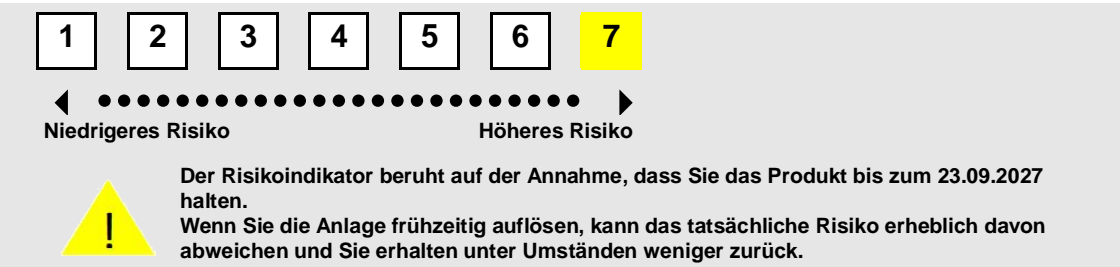 1 2 3 4 5 6 7
Niedrigeres Risiko Höheres Risiko
Der Risikoindikator beruht auf der Annahme, dass Sie das Produkt bis zum 23.09.2027
halten.
Wenn Sie die Anlage frühzeitig auflösen, kann das tatsächliche Risiko erheblich davon
abweichen und Sie erhalten unter Umständen weniger zurück.
!